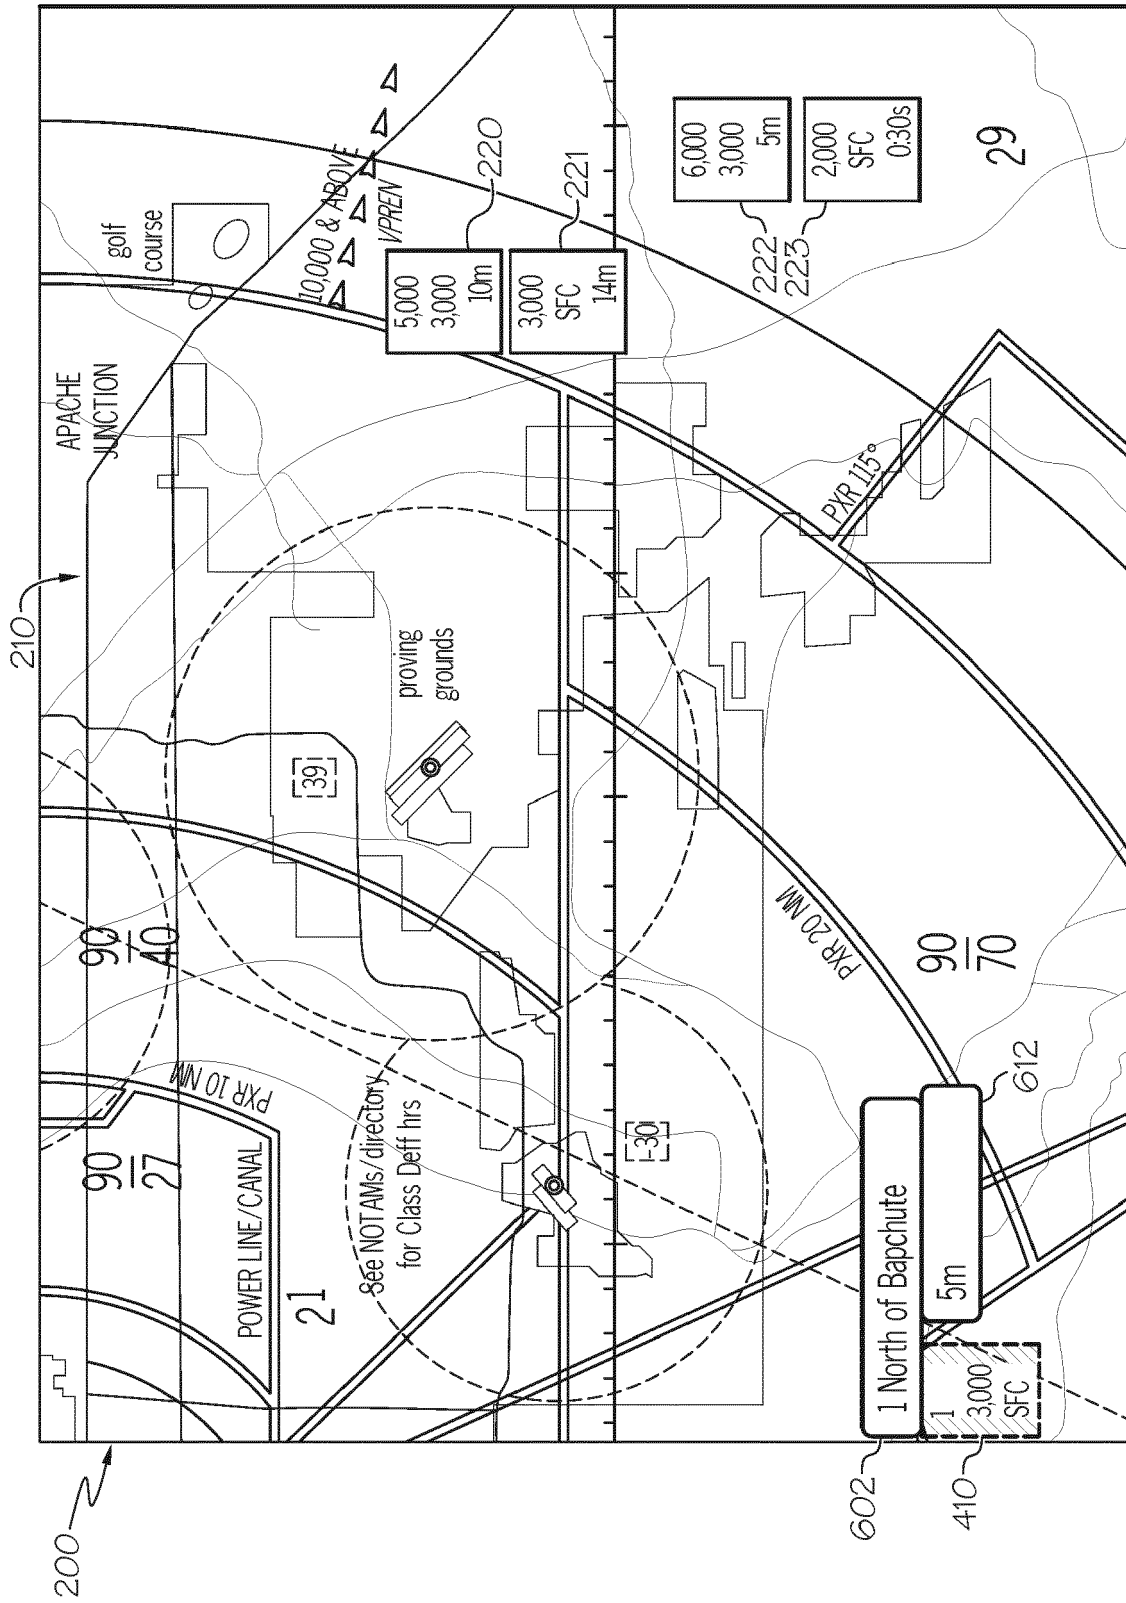 200
210
APACHE
JUNCTION
90
27
90
40
golf
course
PXR 10 NM
POWER LINE/CANAL
21
10,000 & ABOVE
VPREN
39
See NOTAMs/directory
for Class Deff hrs
proving
grounds
5,000
3,000
10m
220
3,000
SFC
14m
221
-30
6,000
3,000
5m
222
2,000
SFC
0:30s
223
PXR 20 NM
PXR 115°
602
1 North of Bapchute
5m
612
410
1
3,000
SFC
90
70
29